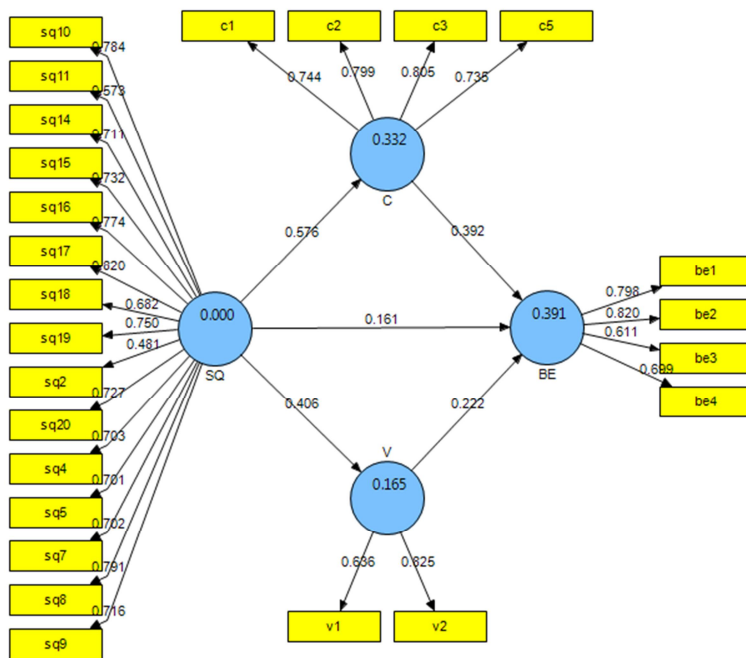 c1
c2
c3
c5
sq10
sq11
sq14
sq15
sq16
sq17
sq18
sq19
sq2
sq20
sq4
sq5
sq7
sq8
sq9
0.784
0.573
0.711
0.732
0.774
0.820
0.682
0.750
0.481
0.727
0.703
0.701
0.702
0.791
0.716
0.744
0.799
0.805
0.735
0.332
C
0.576
0.392
0.000
SQ
0.161
0.391
BE
0.406
0.222
V
0.165
0.636
0.825
v1
v2
0.798
0.820
0.611
0.699
be1
be2
be3
be4